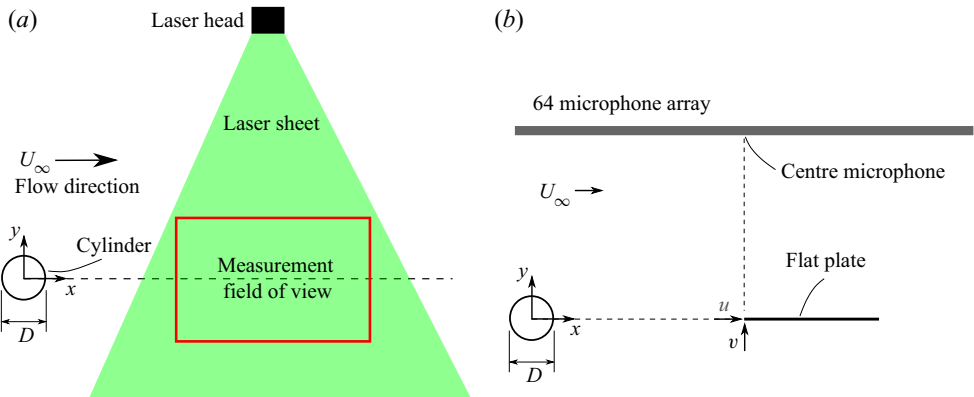 (a)
Laser head
Laser sheet
U∞
Flow direction
y
Cylinder
x
D
Measurement
field of view
(b)
64 microphone array
Centre microphone
U∞
Flat plate
y
x
u
v
D